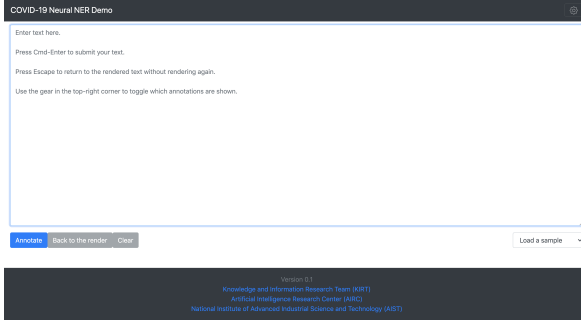 COVID-19 Neural NER Demo
Enter text here.
Press Cmd-Enter to submit your text.
Press Escape to return to the rendered text without rendering again.
Use the gear in the top-right corner to toggle which annotations are shown.
Annotate Back to the render Clear Load a sample
Version 0.1
Knowledge and Information Research Team (KIRT)
Artificial Intelligence Research Center (AIRC)
National Institute of Advanced Industrial Science and Technology (AIST)